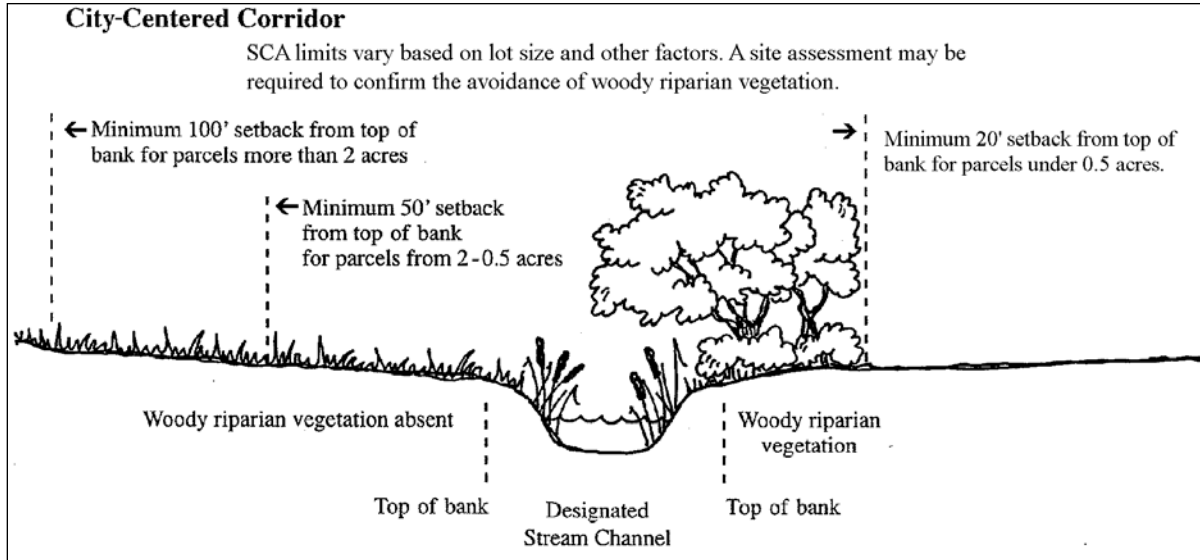 City-Centered Corridor
SCA limits vary based on lot size and other factors. A site assessment may be
required to confirm the avoidance of woody riparian vegetation.
← Minimum 100’ setback from top of
bank for parcels more than 2 acres
← Minimum 50’ setback
from top of bank
for parcels from 2-0.5 acres
→
Minimum 20' setback from top of
bank for parcels under 0.5 acres.
Woody riparian vegetation absent
Woody riparian
vegetation
Top of bank
Designated
Stream Channel
Top of bank